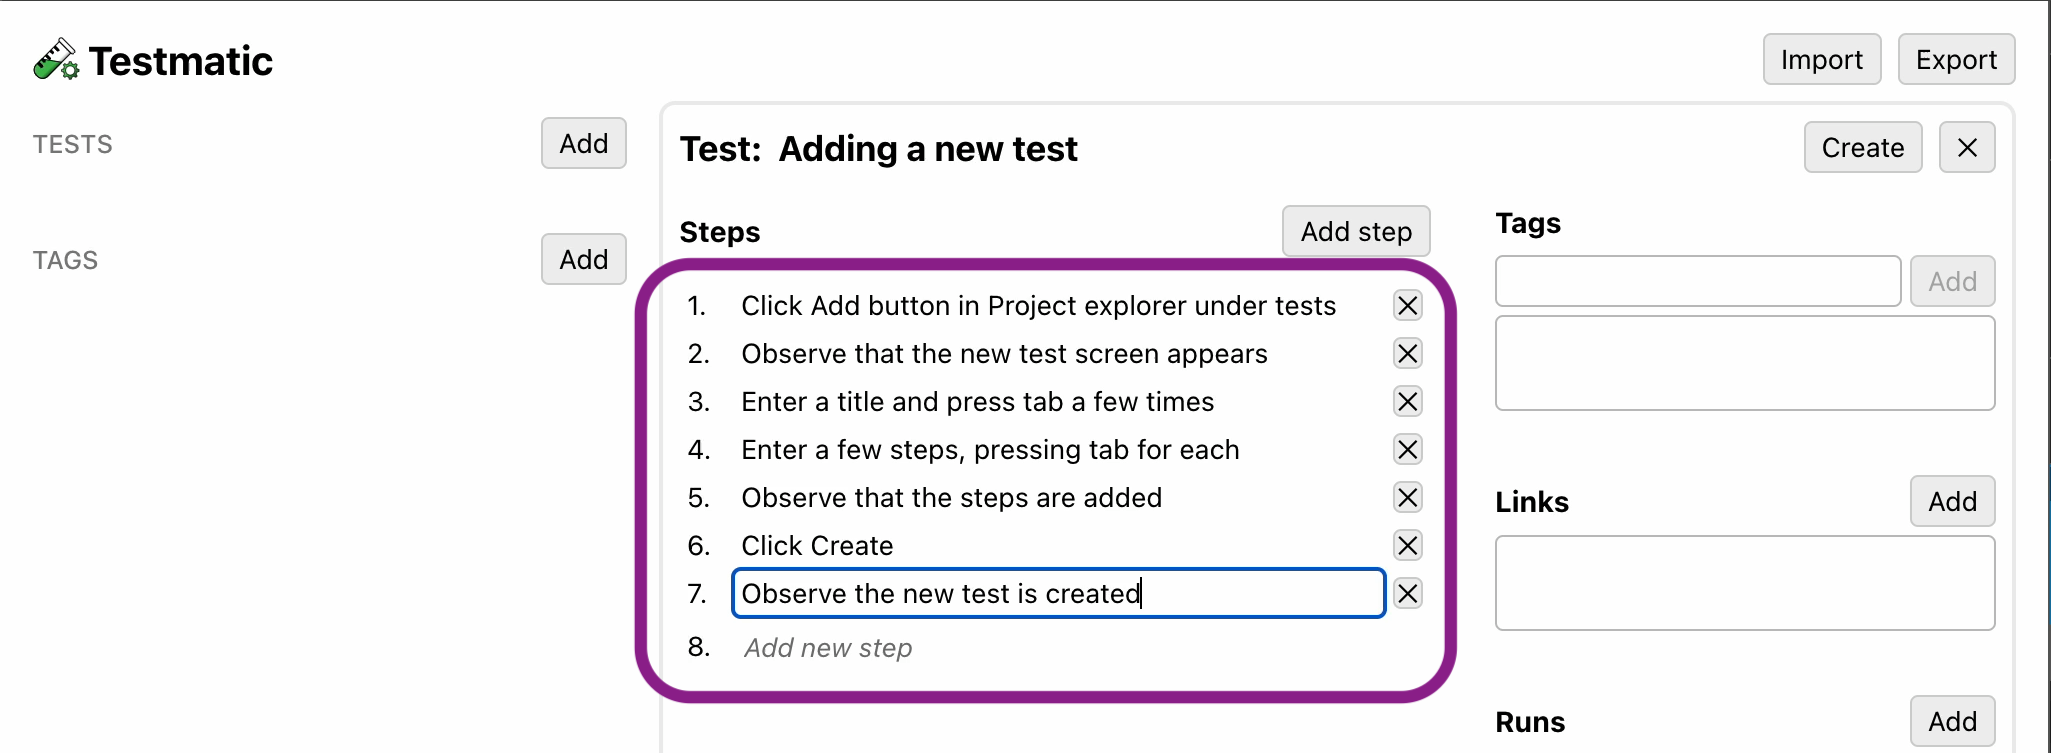 Testmatic
Import
Export
TESTS
Add
TAGS
Add
Test: Adding a new test
Create
Steps
Add step
1. Click Add button in Project explorer under tests
2. Observe that the new test screen appears
3. Enter a title and press tab a few times
4. Enter a few steps, pressing tab for each
5. Observe that the steps are added
6. Click Create
7. Observe the new test is created
8. Add new step
Tags
Add
Links
Add
Runs
Add